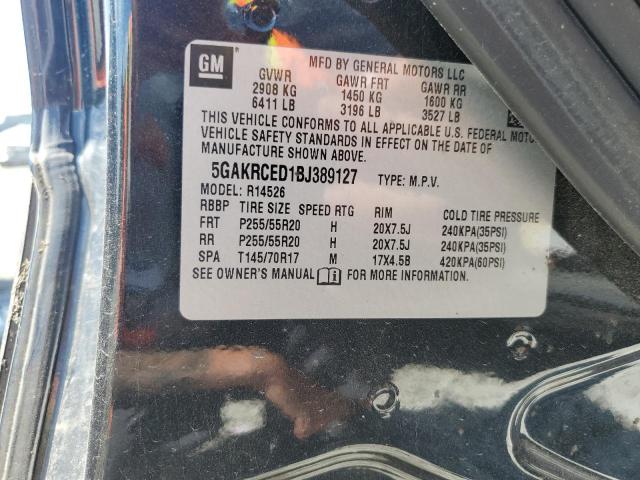 GM
MFD BY GENERAL MOTORS LLC
GVWR GAWR FRT GAWR RR
2908 KG 1450 KG 1600 KG
6411 LB 3196 LB 3527 LB
THIS VEHICLE CONFORMS TO ALL APPLICABLE U.S. FEDERAL MOTO
VEHICLE SAFETY STANDARDS IN EFFECT ON THE DATE OF
MANUFACTURE SHOWN ABOVE.
5GAKRCED1BJ389127 TYPE: M.P.V.
MODEL: R14526
RBBP TIRE SIZE SPEED RTG RIM COLD TIRE PRESSURE
FRT P255/55R20 H 20X7.5J 240KPA(35PSI)
RR P255/55R20 H 20X7.5J 240KPA(35PSI)
SPA T145/70R17 M 17X4.5B 420KPA(60PSI)
SEE OWNER'S MANUAL FOR MORE INFORMATION.